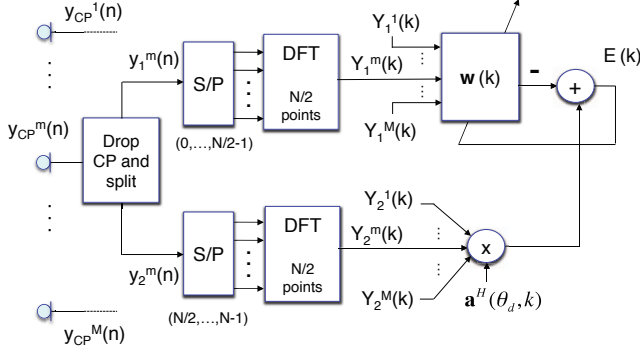 y_CP^1(n)
y_CP^m(n)
y_CP^M(n)
Drop
CP and
split
y_1^m(n)
S/P
(0,...,N/2-1)
DFT
N/2
points
Y_1^m(k)
Y_1^1(k)
Y_1^M(k)
w(k)
-
+
E(k)
y_2^m(n)
S/P
(N/2,...,N-1)
DFT
N/2
points
Y_2^m(k)
Y_2^1(k)
Y_2^M(k)
x
a^H(θ_d,k)